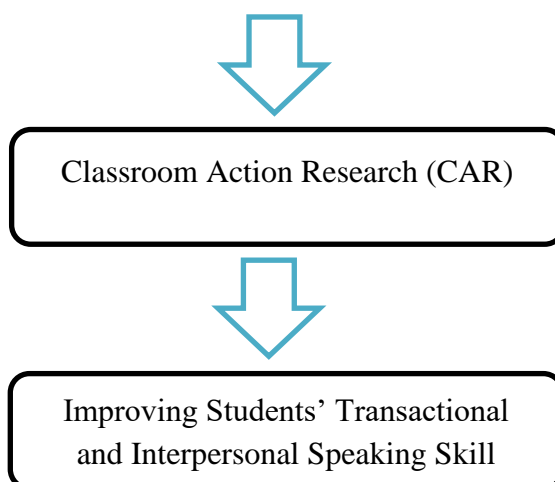 Classroom Action Research (CAR)
Improving Students’ Transactional
and Interpersonal Speaking Skill